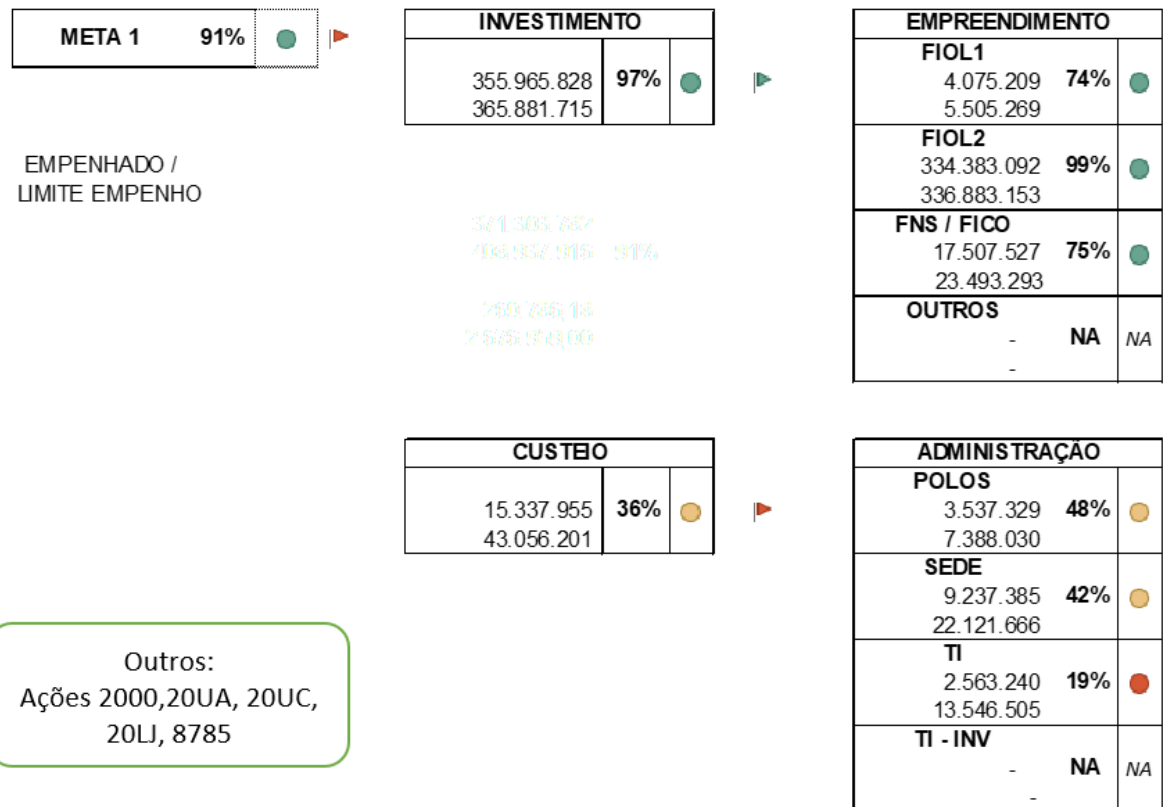 META 1 91%
EMPENHADO /
LIMITE EMPENHO
INVESTIMENTO
355.965.828 97%
365.881.715
EMPREENDIMENTO
FIOL1
4.075.209 74%
5.505.269
FIOL2
334.383.092 99%
336.883.153
FNS / FICO
17.507.527 75%
23.493.293
OUTROS
- NA NA
-
CUSTEIO
15.337.955 36%
43.056.201
ADMINISTRAÇÃO
POLOS
3.537.329 48%
7.388.030
SEDE
9.237.385 42%
22.121.666
TI
2.563.240 19%
13.546.505
TI - INV
- NA NA
-
Outros:
Ações 2000,20UA, 20UC,
20LJ, 8785